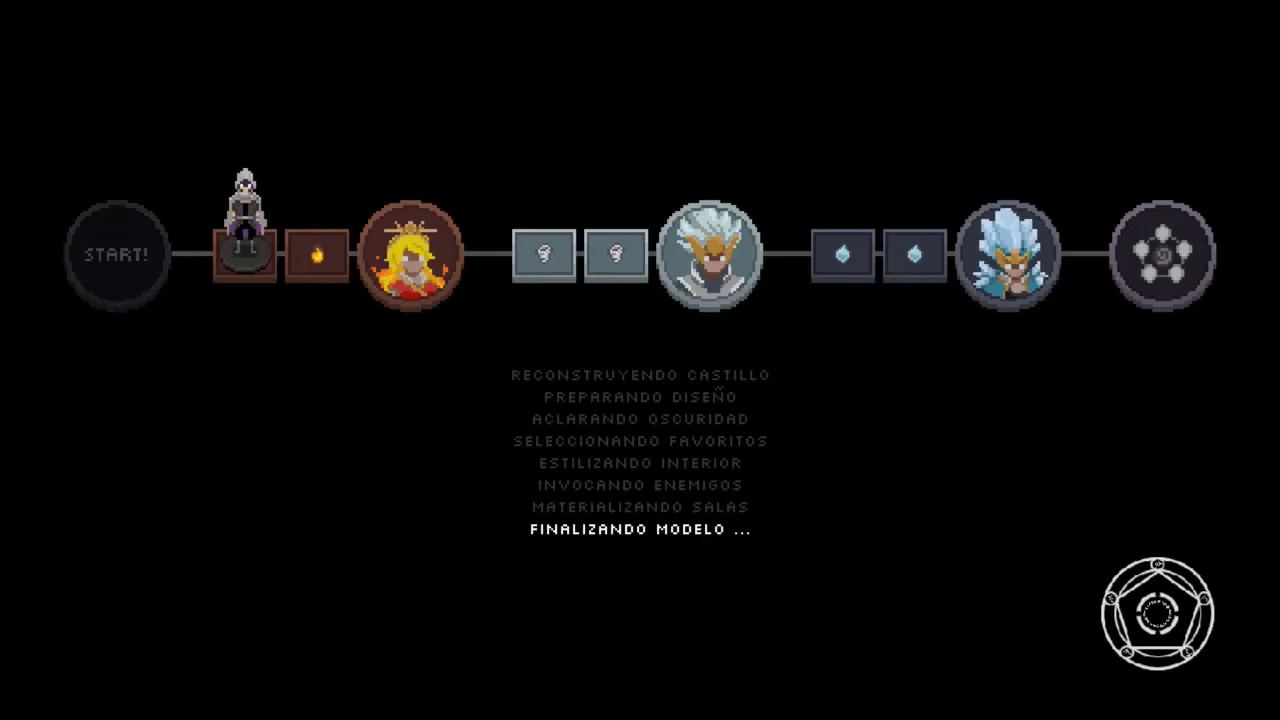 START!
RECONSTRUYENDO CASTILLO
PREPARANDO DISEÑO
ACLARANDO OSCURIDAD
SELECCIONANDO FAVORITOS
ESTILIZANDO INTERIOR
INVOCANDO ENEMIGOS
MATERIALIZANDO SALAS
FINALIZANDO MODELO ...